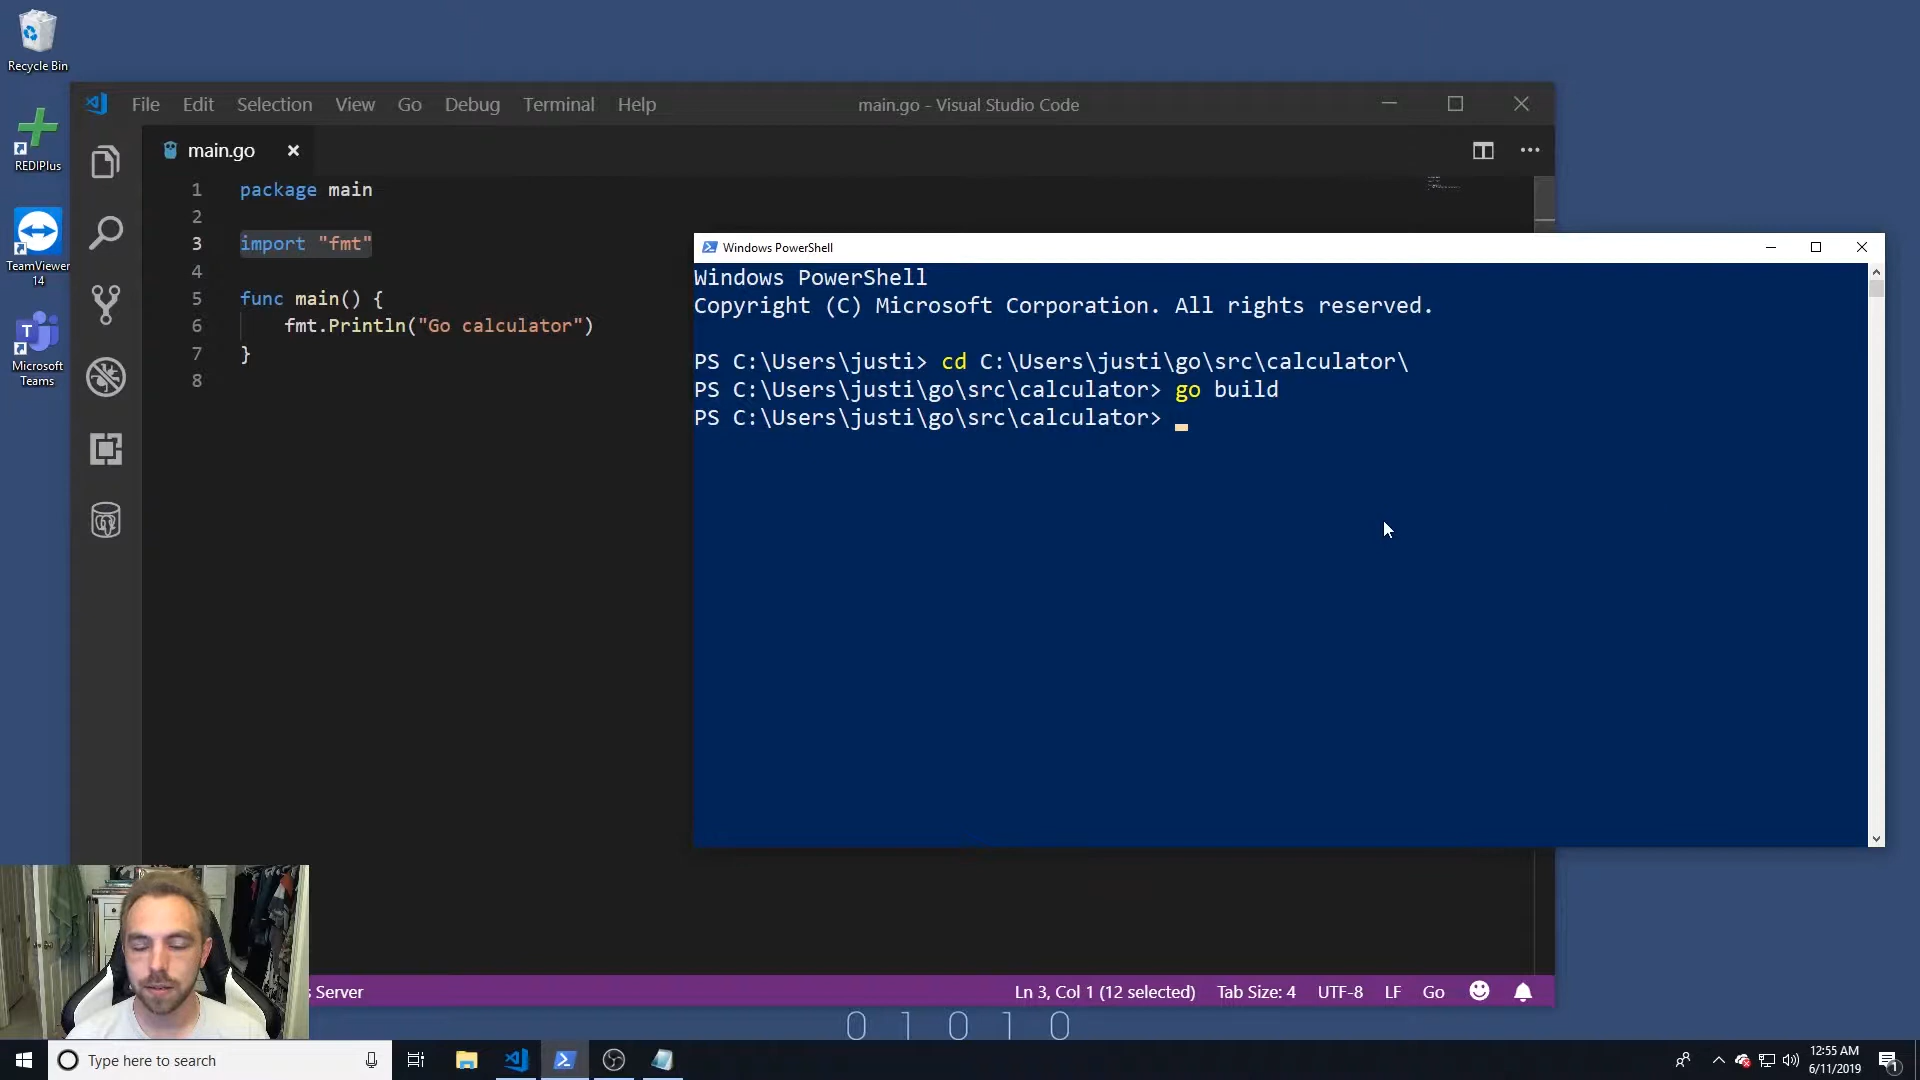 Recycle Bin
REDIPlus
TeamViewer
14
Microsoft
Teams
File Edit Selection View Go Debug Terminal Help
main.go - Visual Studio Code
main.go
1 package main
2
3 import "fmt"
4
5 func main() {
6 fmt.Println("Go calculator")
7 }
8
Windows PowerShell
Windows PowerShell
Copyright (C) Microsoft Corporation. All rights reserved.
PS C:\Users\justi> cd C:\Users\justi\go\src\calculator\
PS C:\Users\justi\go\src\calculator> go build
PS C:\Users\justi\go\src\calculator>
Server
Ln 3, Col 1 (12 selected) Tab Size: 4 UTF-8 LF Go
0 1 0 1 0
Type here to search
12:55 AM
6/11/2019
1